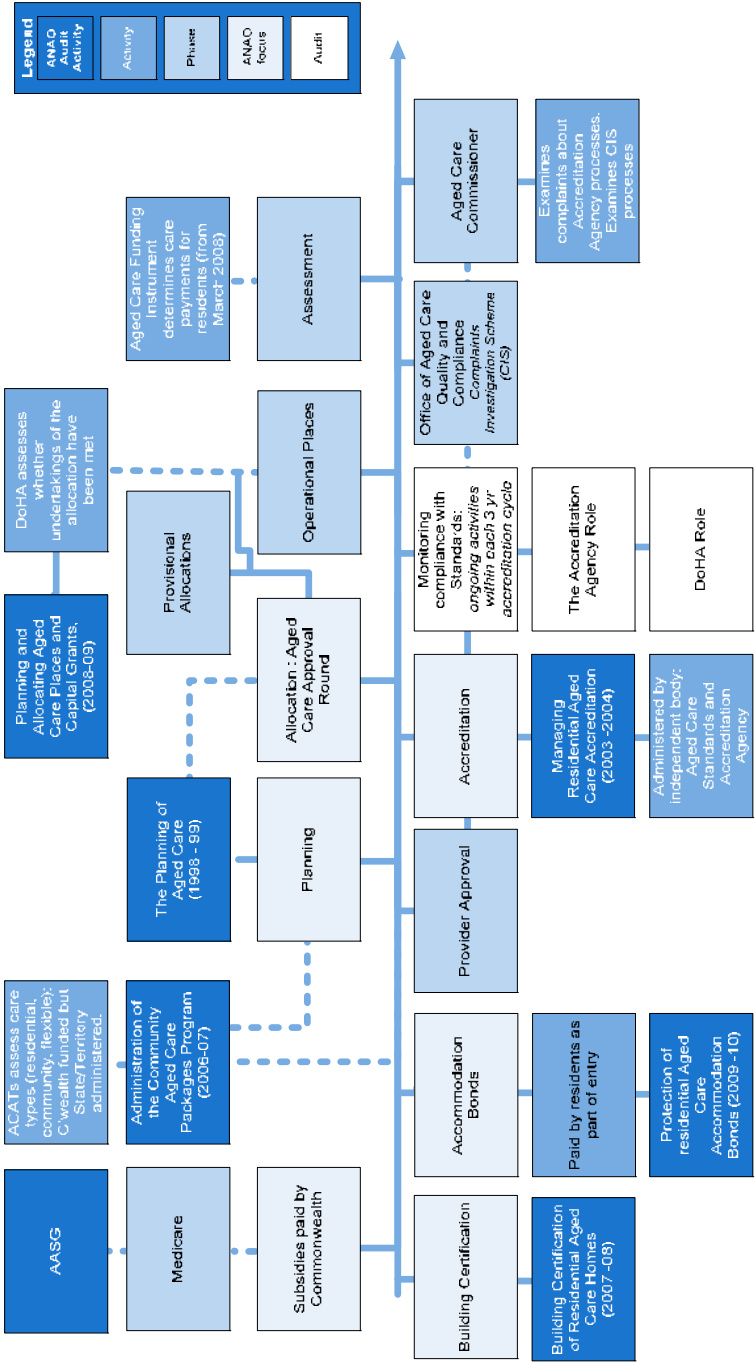 AASG
Medicare
Subsidies paid by
Commonwealth
ACATs assess care
types (residential,
community, flexible):
C'wealth funded but
State/Territory
administered.
Administration of
the Community
Aged Care
Packages Program
(2006-07)
The Planning of
Aged Care
(1998 - 99)
Planning
Planning and
Allocating Aged
Care Places and
Capital Grants,
(2008-09)
DoHA assesses
whether
undertakings of the
allocation have
been met
Provisional
Allocations
Allocation : Aged
Care Approval
Round
Operational Places
Aged Care Funding
Instrument
determines care
payments for
residents (from
March 2008)
Assessment
Legend
ANAO
Audit
Activity
Activity
Phase
ANAO
focus
Audit
Building Certification
Building Certification
of Residential Aged
Care Homes
(2007 -08)
Accommodation
Bonds
Paid by residents as
part of entry
Protection of
residential Aged
Care
Accommodation
Bonds (2009 -10)
Provider Approval
Accreditation
Managing
Residential Aged
Care Accreditation
(2003 -2004)
Administered by
independent body:
Aged Care
Standards and
Accreditation
Agency
Monitoring
compliance with
Standards:
ongoing activities
within each 3 yr
accreditation cycle
The Accreditation
Agency Role
DoHA Role
Office of Aged Care
Quality and
Compliance
Complaints
Investigation Scheme
(CIS)
Aged Care
Commissioner
Examines
complaints about
Accreditation
Agency processes.
Examines CIS
processes